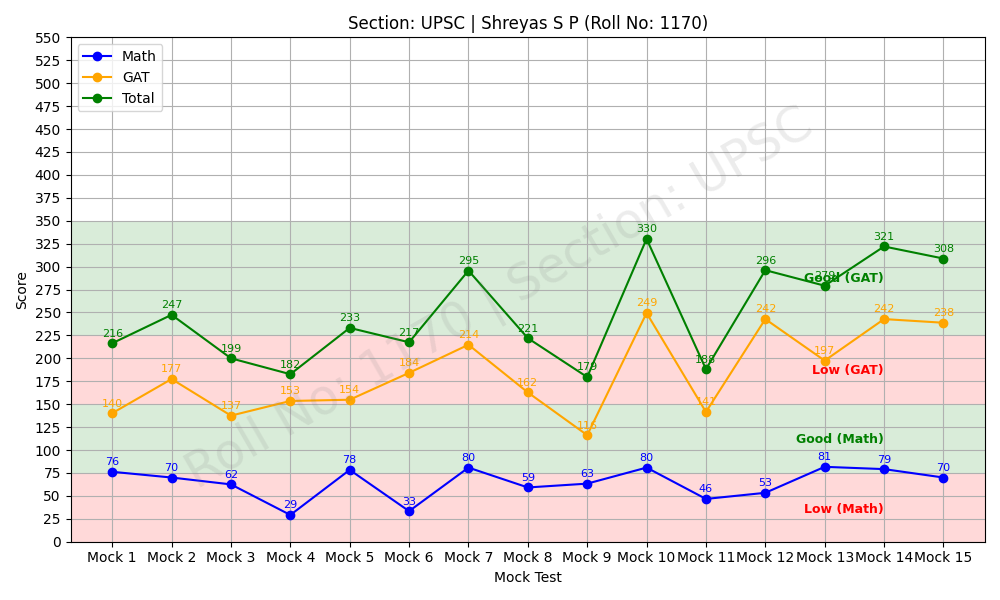 Section: UPSC | Shreyas S P (Roll No: 1170)
Score
550
525
500
475
450
425
400
375
350
325
300
275
250
225
200
175
150
125
100
75
50
25
0
Math
GAT
Total
Roll No: 1170 | Section: UPSC
216 247 199 182 233 217 295 221 179 330 188 296 279 321 308
140 177 137 153 154 184 214 162 116 249 141 242 197 242 238
76 70 62 29 78 33 80 59 63 80 46 53 81 79 70
Good (GAT)
Low (GAT)
Good (Math)
Low (Math)
Mock 1 Mock 2 Mock 3 Mock 4 Mock 5 Mock 6 Mock 7 Mock 8 Mock 9 Mock 10 Mock 11 Mock 12 Mock 13 Mock 14 Mock 15
Mock Test